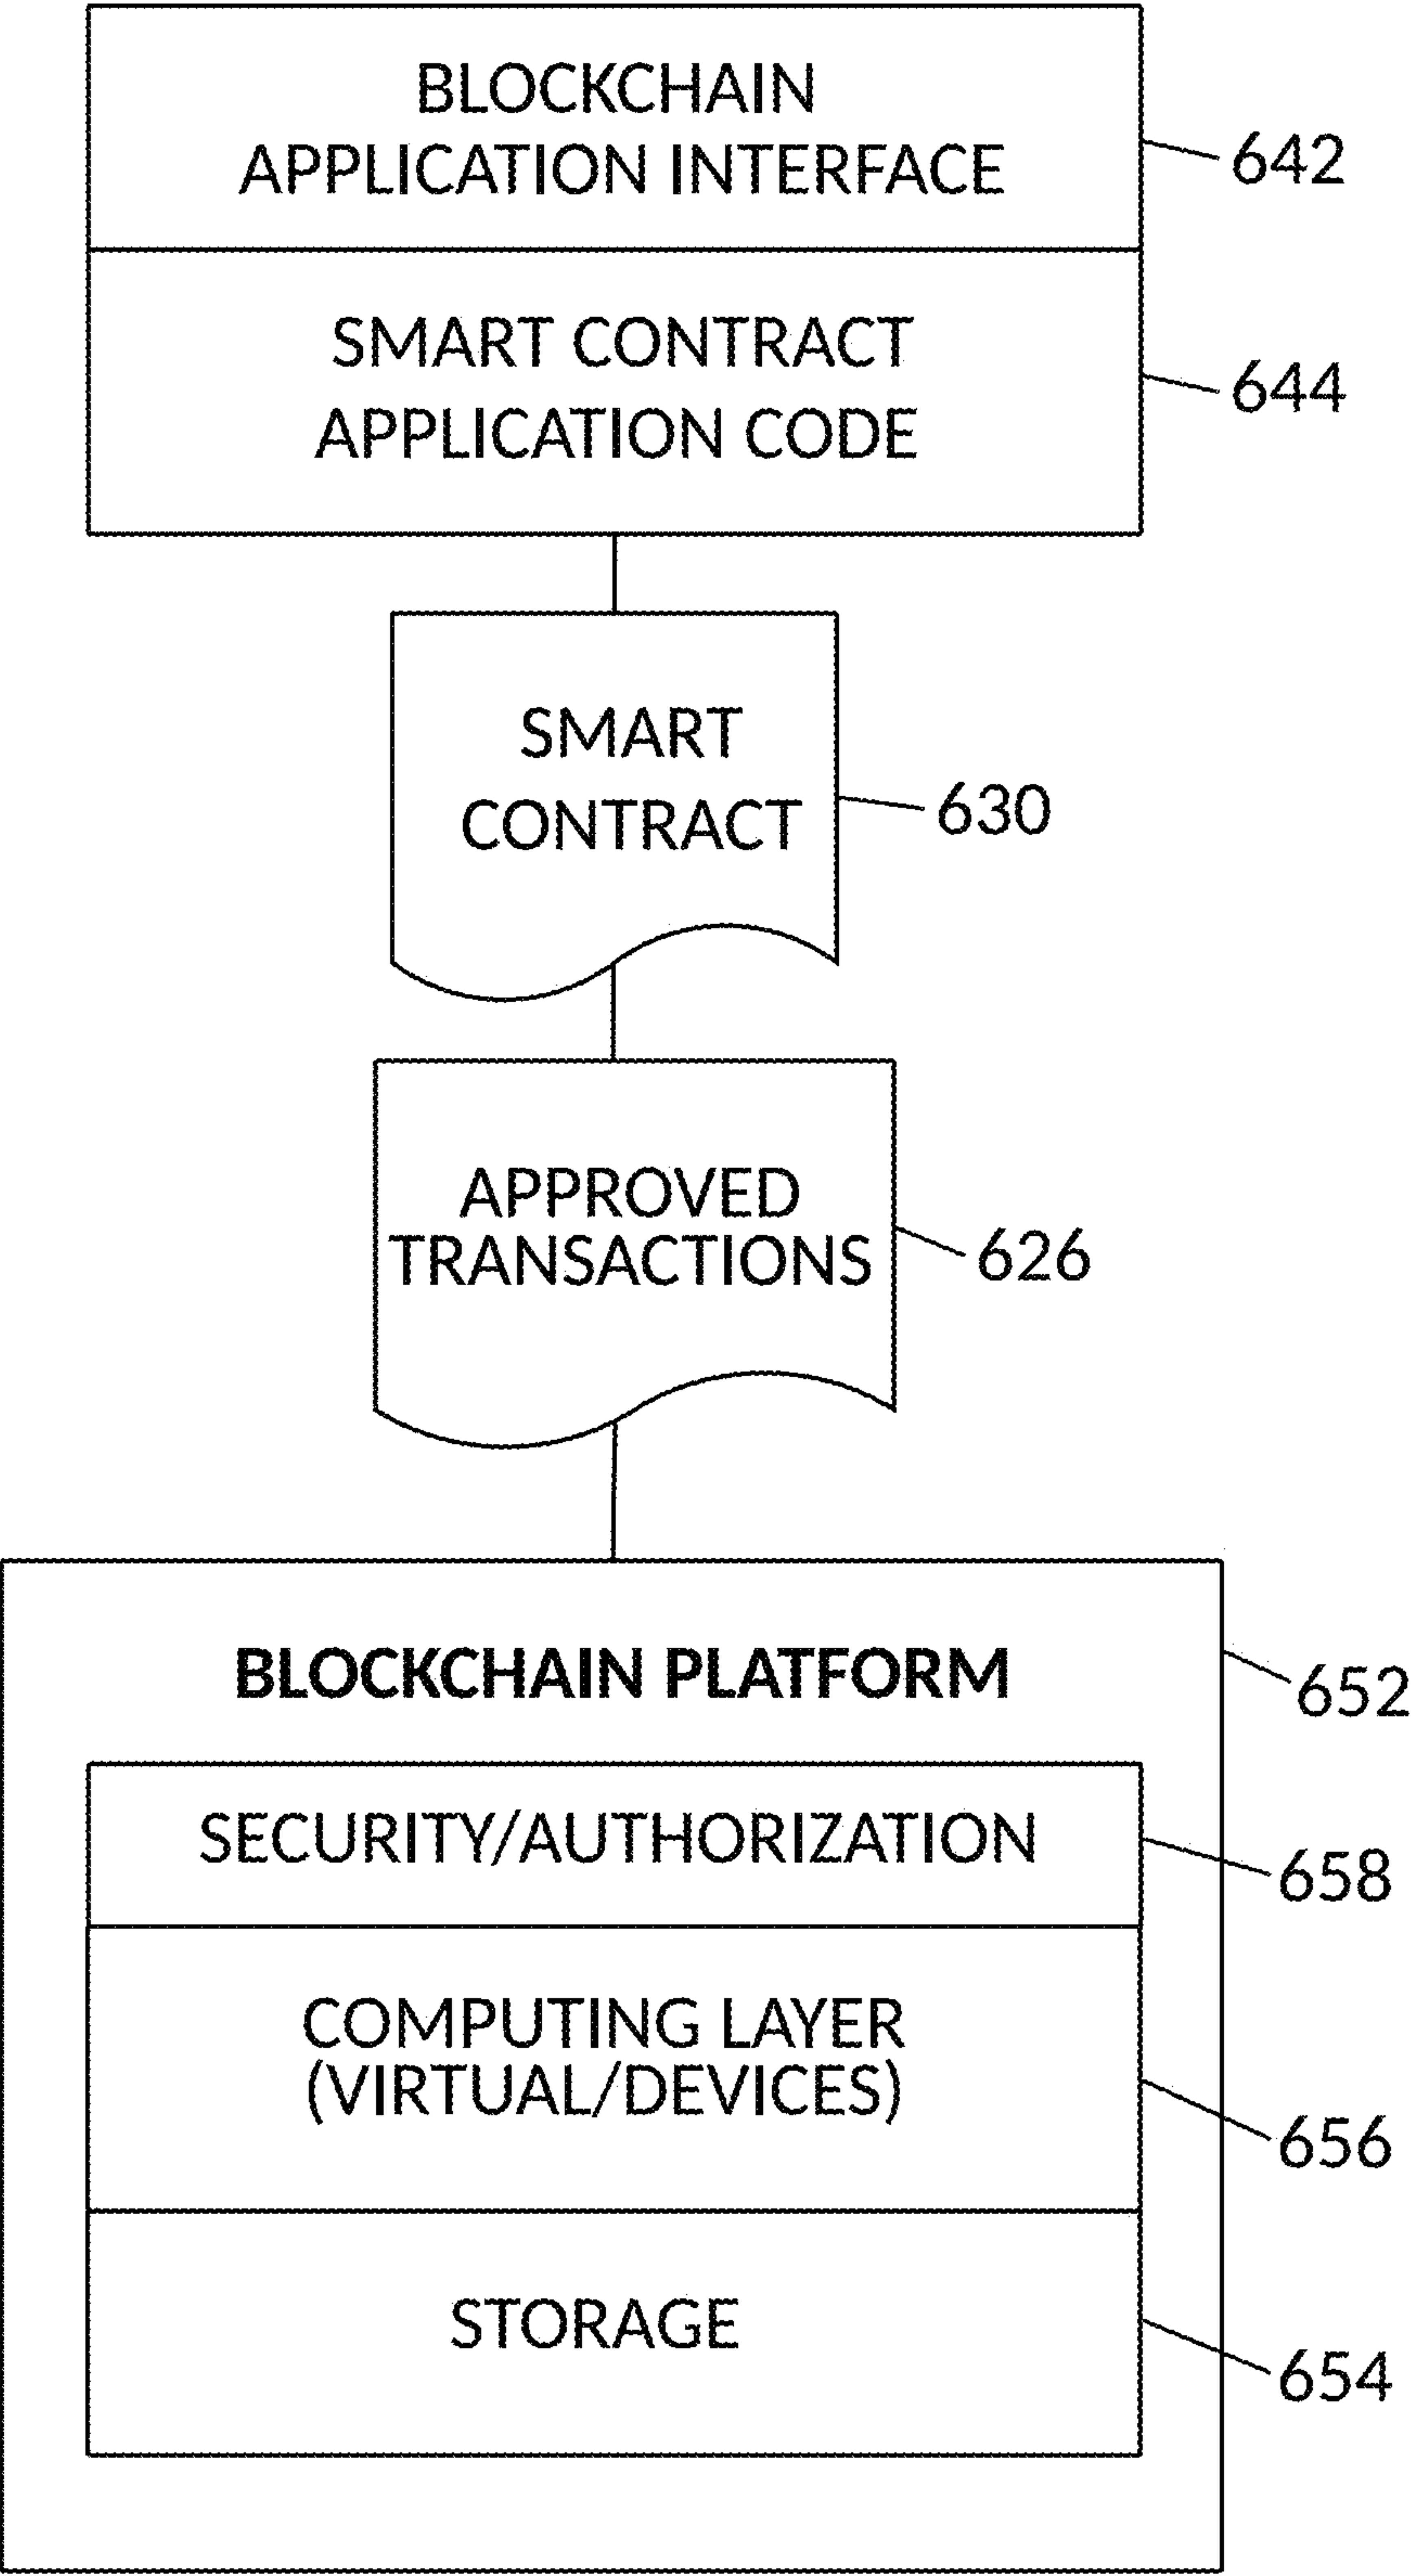 BLOCKCHAIN
APPLICATION INTERFACE
642
SMART CONTRACT
APPLICATION CODE
644
SMART
CONTRACT
630
APPROVED
TRANSACTIONS
626
BLOCKCHAIN PLATFORM
652
SECURITY/AUTHORIZATION
658
COMPUTING LAYER
(VIRTUAL/DEVICES)
656
STORAGE
654